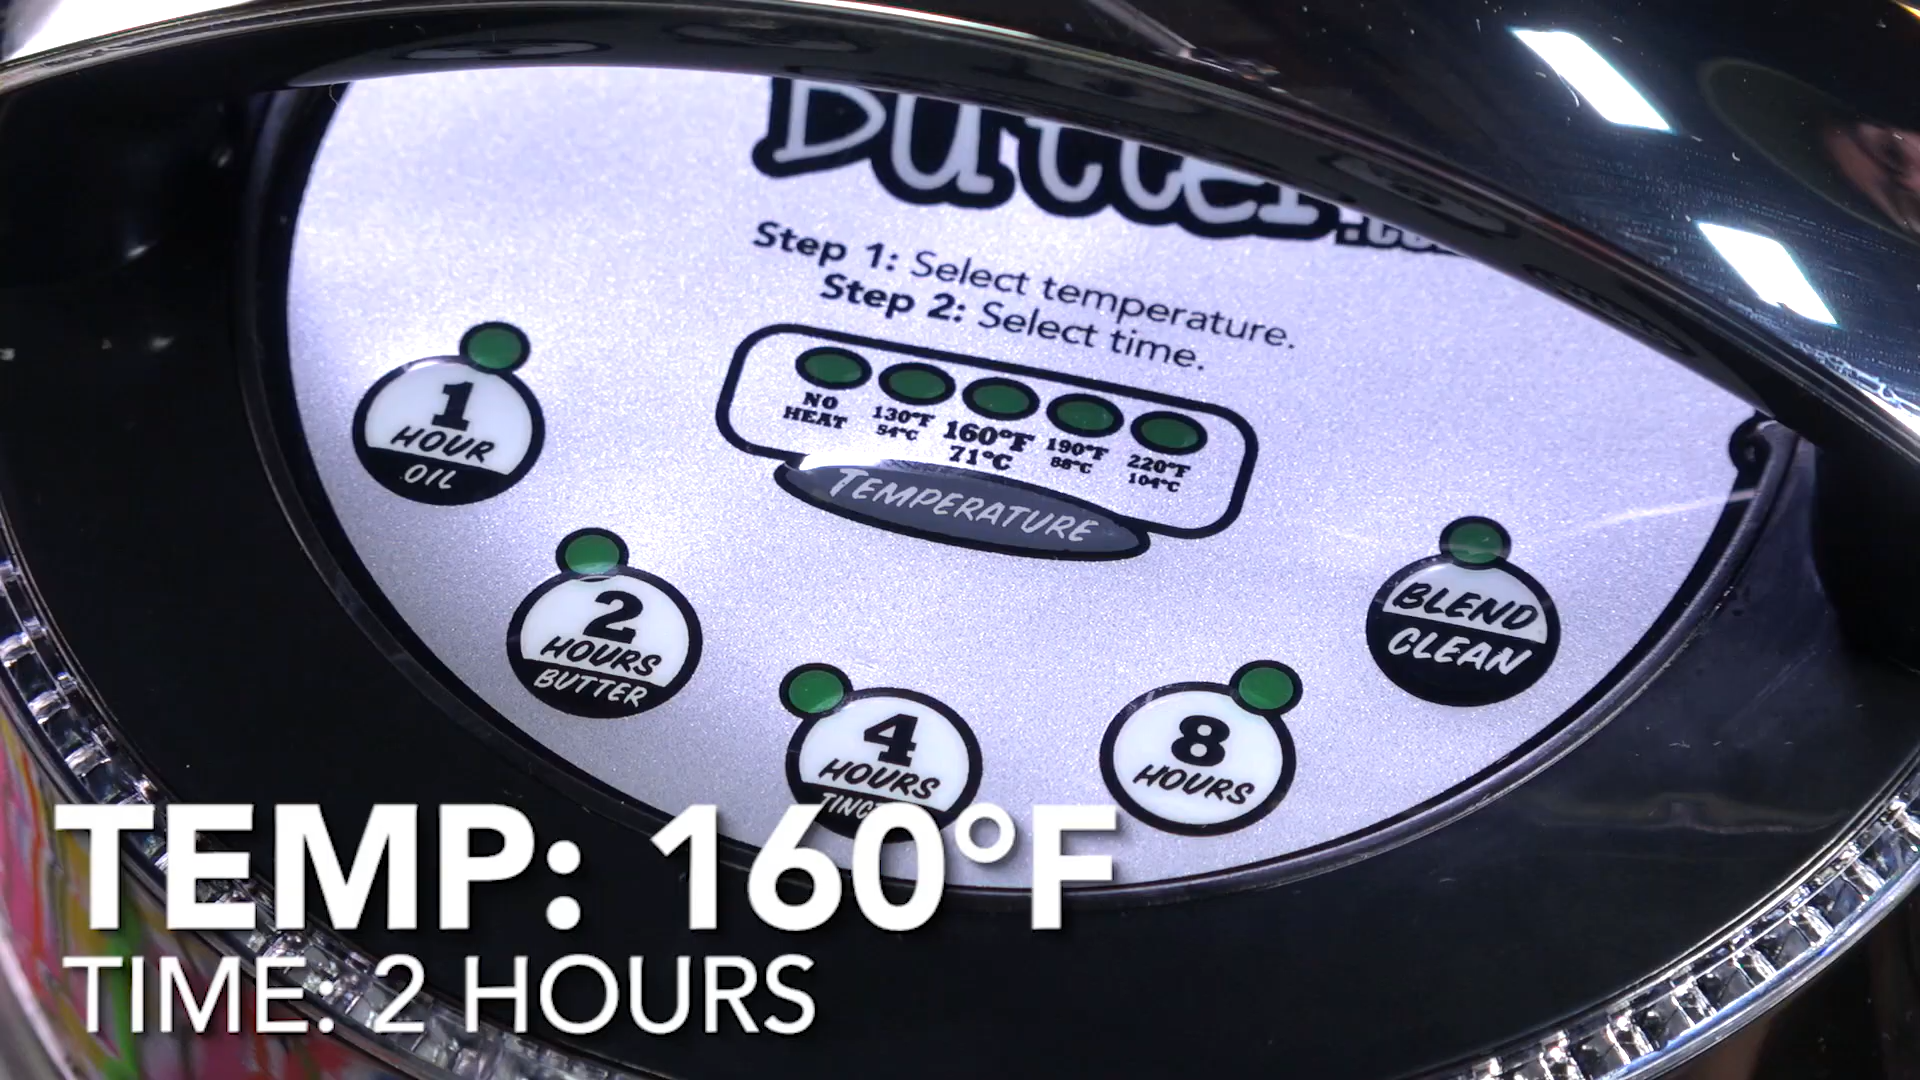 Butter
Step 1: Select temperature.
Step 2: Select time.
NO HEAT
130°F 54°C
160°F 71°C
190°F 88°C
220°F 104°C
TEMPERATURE
1
HOUR
OIL
2
HOURS
BUTTER
4
HOURS
8
HOURS
BLEND
CLEAN
TEMP: 160°F
TIME: 2 HOURS